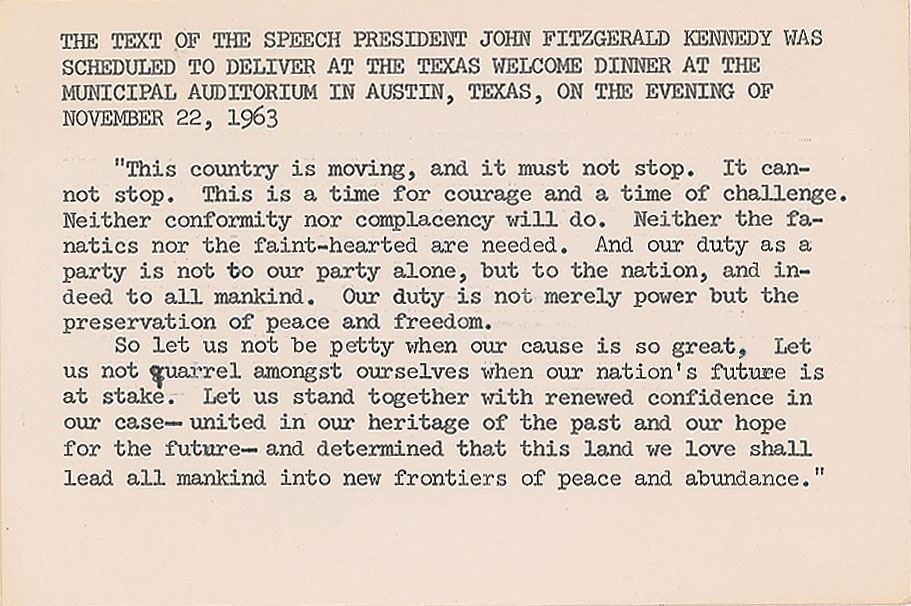 THE TEXT OF THE SPEECH PRESIDENT JOHN FITZGERALD KENNEDY WAS
SCHEDULED TO DELIVER AT THE TEXAS WELCOME DINNER AT THE
MUNICIPAL AUDITORIUM IN AUSTIN, TEXAS, ON THE EVENING OF
NOVEMBER 22, 1963
"This country is moving, and it must not stop. It can-
not stop. This is a time for courage and a time of challenge.
Neither conformity nor complacency will do. Neither the fa-
natics nor the faint-hearted are needed. And our duty as a
party is not to our party alone, but to the nation, and in-
deed to all mankind. Our duty is not merely power but the
preservation of peace and freedom.
So let us not be petty when our cause is so great, Let
us not quarrel amongst ourselves when our nation's future is
at stake. Let us stand together with renewed confidence in
our case—united in our heritage of the past and our hope
for the future—and determined that this land we love shall
lead all mankind into new frontiers of peace and abundance."